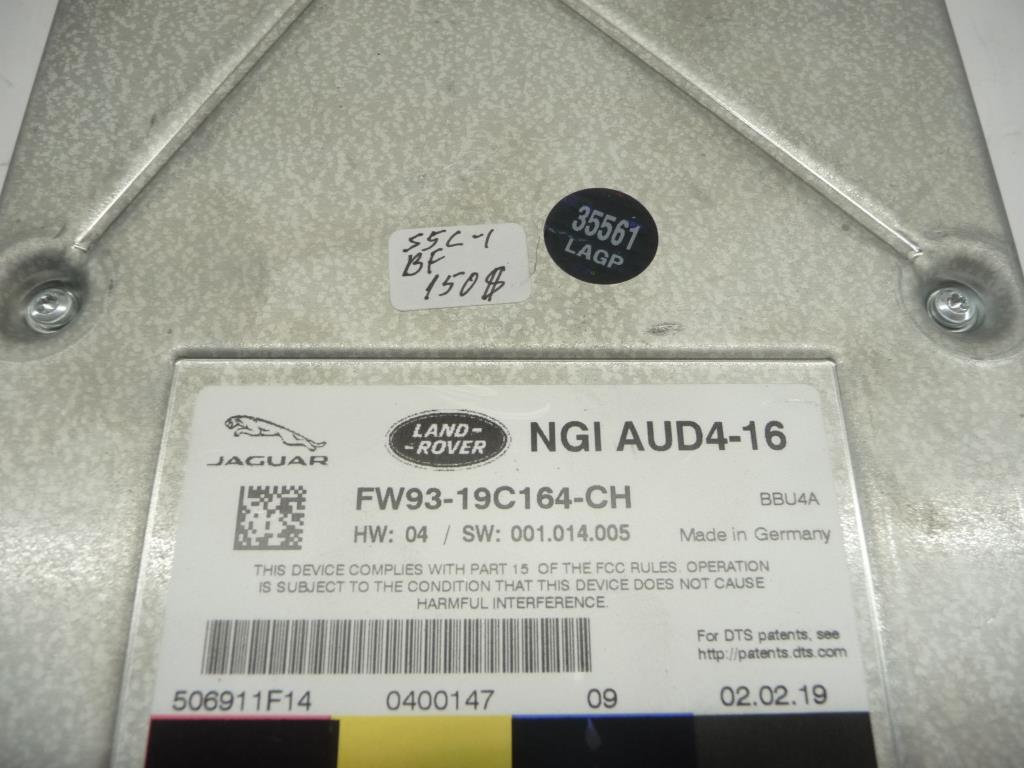 S5C-1
BF
150$
35561
LAGP
JAGUAR
LAND-
-ROVER
NGI AUD4-16
FW93-19C164-CH
BBU4A
HW: 04 / SW: 001.014.005
Made in Germany
THIS DEVICE COMPLIES WITH PART 15 OF THE FCC RULES. OPERATION
IS SUBJECT TO THE CONDITION THAT THIS DEVICE DOES NOT CAUSE
HARMFUL INTERFERENCE.
For DTS patents, see
http://patents.dts.com
506911F14 0400147 09 02.02.19